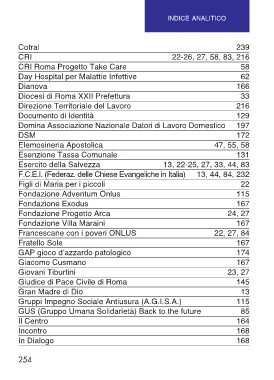 INDICE ANALITICO
Cotral 239
CRI 22-26, 27, 58, 83, 216
CRI Roma Progetto Take Care 58
Day Hospital per Malattie Infettive 62
Dianova 166
Diocesi di Roma XXII Prefettura 33
Direzione Territoriale del Lavoro 216
Documento di Identità 129
Domina Associazione Nazionale Datori di Lavoro Domestico 197
DSM 172
Elemosineria Apostolica 47, 55, 58
Esenzione Tassa Comunale 131
Esercito della Salvezza 13, 22-25, 27, 33, 44, 83
F.C.E.I. (Federaz. delle Chiese Evangeliche in Italia) 13, 44, 84, 232
Figli di Maria per i piccoli 22
Fondazione Adventum Onlus 115
Fondazione Exodus 167
Fondazione Progetto Arca 24, 27
Fondazione Villa Maraini 167
Francescane con i poveri ONLUS 22, 27, 84
Fratello Sole 167
GAP gioco d'azzardo patologico 174
Giacomo Cusmano 167
Giovani Tiburtini 23, 27
Giudice di Pace Civile di Roma 145
Gran Madre di Dio 13
Gruppi Impegno Sociale Antiusura (A.G.I.S.A.) 115
GUS (Gruppo Umana Solidarietà) Back to the future 85
Il Centro 164
Incontro 168
In Dialogo 168
254